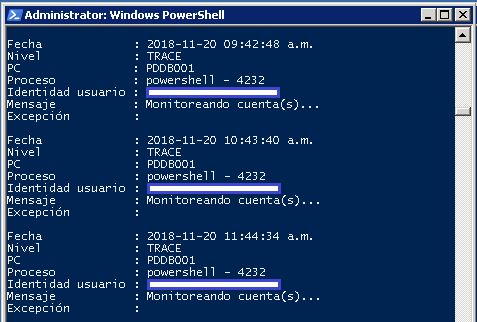 Administrator: Windows PowerShell
Fecha : 2018-11-20 09:42:48 a.m.
Nivel : TRACE
PC : PDDB001
Proceso : powershell - 4232
Identidad usuario :
Mensaje : Monitoreando cuenta(s)...
Excepción :
Fecha : 2018-11-20 10:43:40 a.m.
Nivel : TRACE
PC : PDDB001
Proceso : powershell - 4232
Identidad usuario :
Mensaje : Monitoreando cuenta(s)...
Excepción :
Fecha : 2018-11-20 11:44:34 a.m.
Nivel : TRACE
PC : PDDB001
Proceso : powershell - 4232
Identidad usuario :
Mensaje : Monitoreando cuenta(s)...
Excepción :